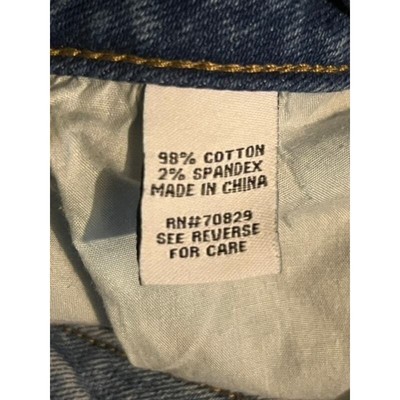 98% COTTON
2% SPANDEX
MADE IN CHINA
RN#70829
SEE REVERSE
FOR CARE